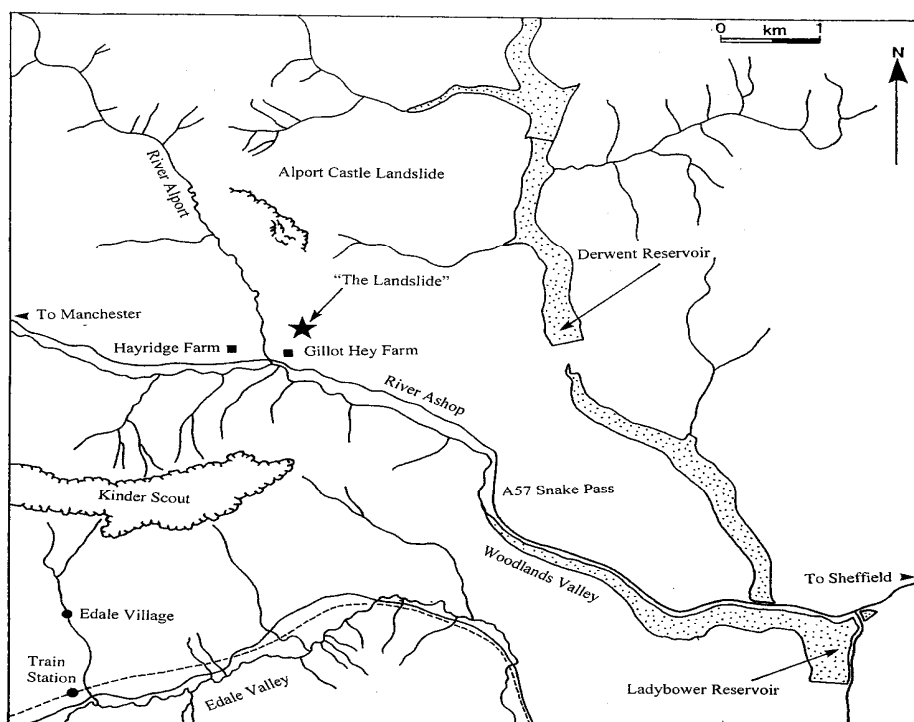 0 km 1
N
River Alport
Alport Castle Landslide
Derwent Reservoir
"The Landslide"
To Manchester
Hayridge Farm
Gillot Hey Farm
River Ashop
A57 Snake Pass
Kinder Scout
Woodlands Valley
To Sheffield
Edale Village
Train
Station
Edale Valley
Ladybower Reservoir